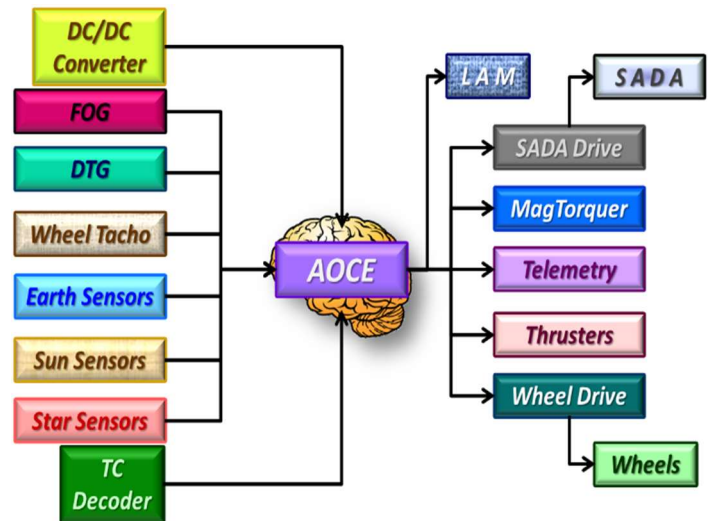 DC/DC
Converter
FOG
DTG
Wheel Tacho
Earth Sensors
Sun Sensors
Star Sensors
TC
Decoder
AOCE
LAM
SADA
SADA Drive
MagTorquer
Telemetry
Thrusters
Wheel Drive
Wheels